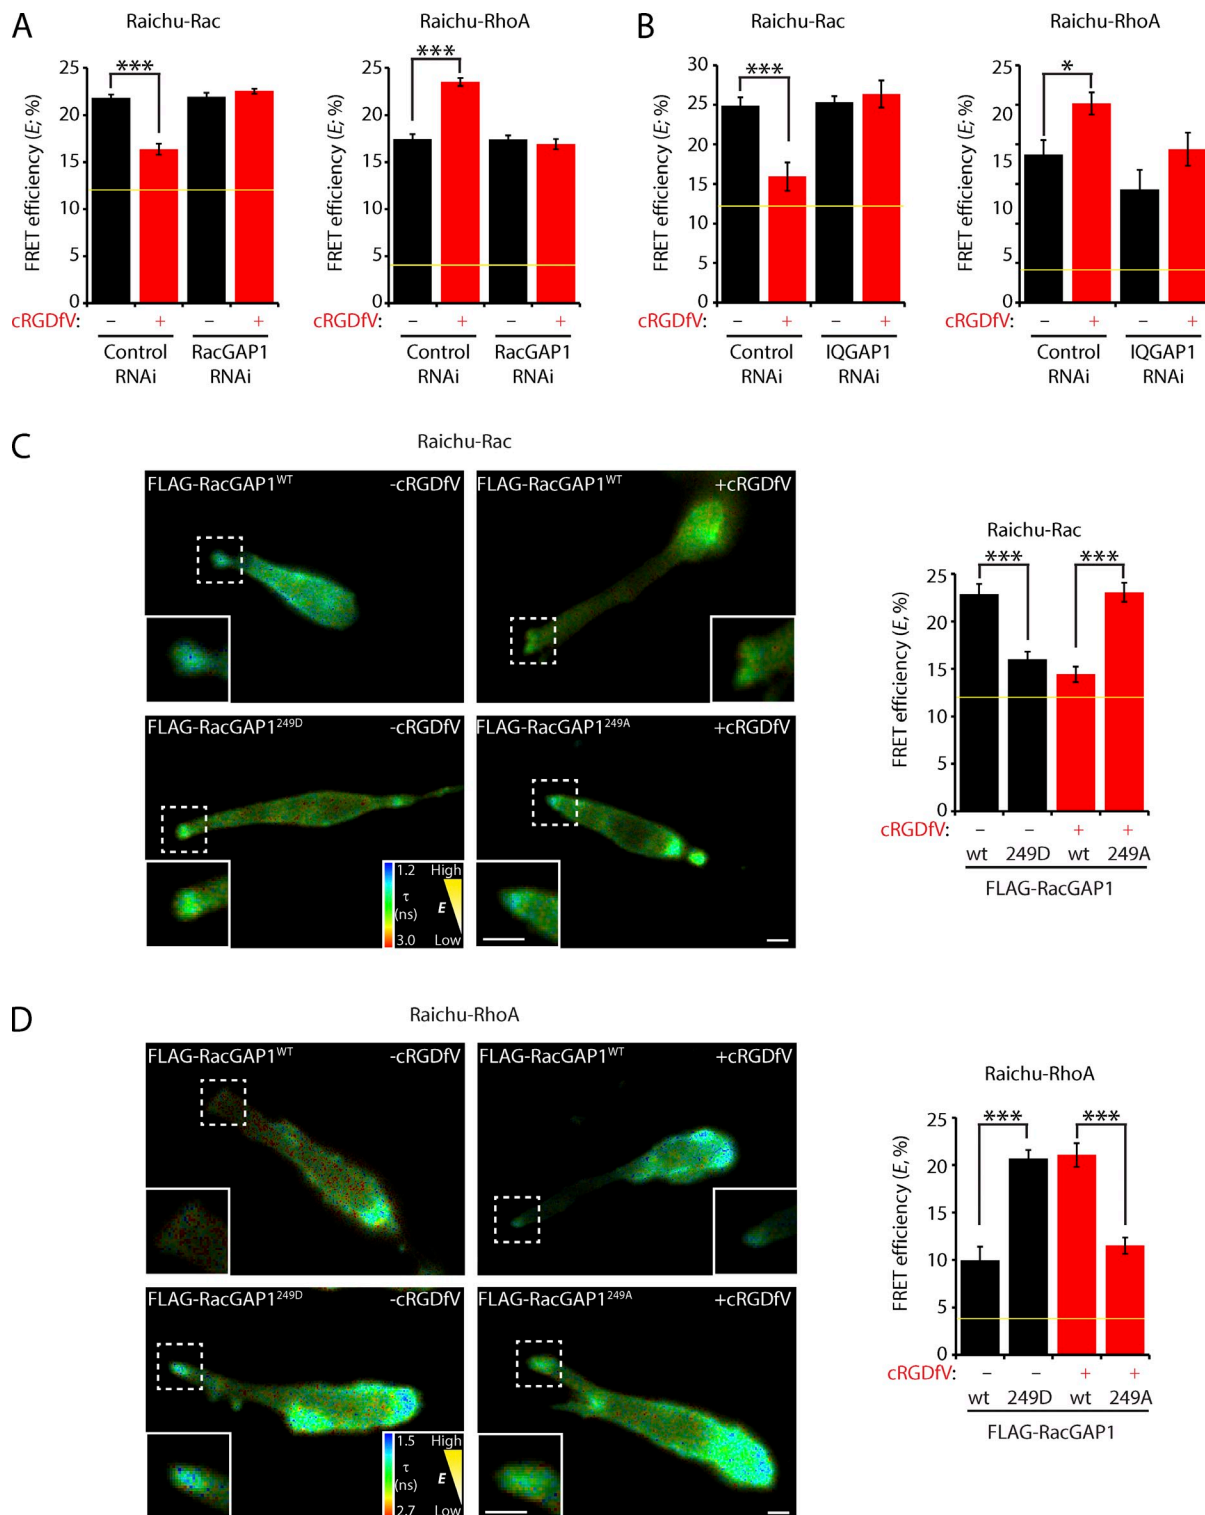 A
Raichu-Rac
FRET efficiency (E; %)
25
20
15
10
5
0
***
cRGDfV: – + – +
Control RNAi
RacGAP1 RNAi
Raichu-RhoA
FRET efficiency (E; %)
25
20
15
10
5
0
***
cRGDfV: – + – +
Control RNAi
RacGAP1 RNAi
B
Raichu-Rac
FRET efficiency (E; %)
30
25
20
15
10
5
0
***
cRGDfV: – + – +
Control RNAi
IQGAP1 RNAi
Raichu-RhoA
FRET efficiency (E; %)
25
20
15
10
5
0
*
cRGDfV: – + – +
Control RNAi
IQGAP1 RNAi
C
Raichu-Rac
FLAG-RacGAP1WT -cRGDfV
FLAG-RacGAP1WT +cRGDfV
FLAG-RacGAP1249D -cRGDfV
FLAG-RacGAP1249A +cRGDfV
1.2 High
τ
(ns) E
3.0 Low
Raichu-Rac
FRET efficiency (E, %)
25
20
15
10
5
0
*** ***
cRGDfV: – – + +
wt 249D wt 249A
FLAG-RacGAP1
D
Raichu-RhoA
FLAG-RacGAP1WT -cRGDfV
FLAG-RacGAP1WT +cRGDfV
FLAG-RacGAP1249D -cRGDfV
FLAG-RacGAP1249A +cRGDfV
1.5 High
τ
(ns) E
2.7 Low
Raichu-RhoA
FRET efficiency (E, %)
25
20
15
10
5
0
*** ***
cRGDfV: – – + +
wt 249D wt 249A
FLAG-RacGAP1